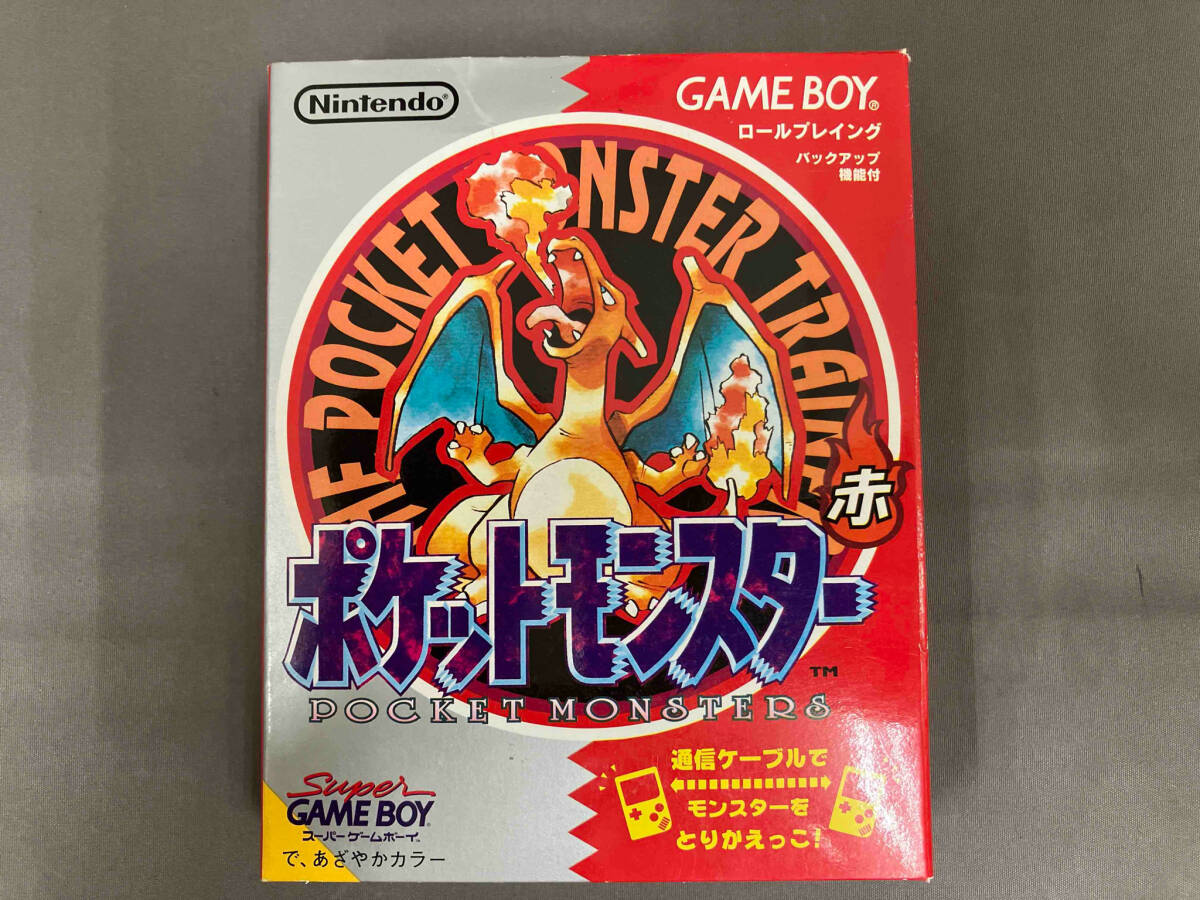 Nintendo®
GAME BOY®
ロールプレイング
バックアップ
機能付
POCKET MONSTER
赤
ポケットモンスター
TM
POCKET MONSTERS
Super
GAME BOY
スーパーゲームボーイ
で、あざやかカラー
通信ケーブルで
モンスターを
とりかえっこ!